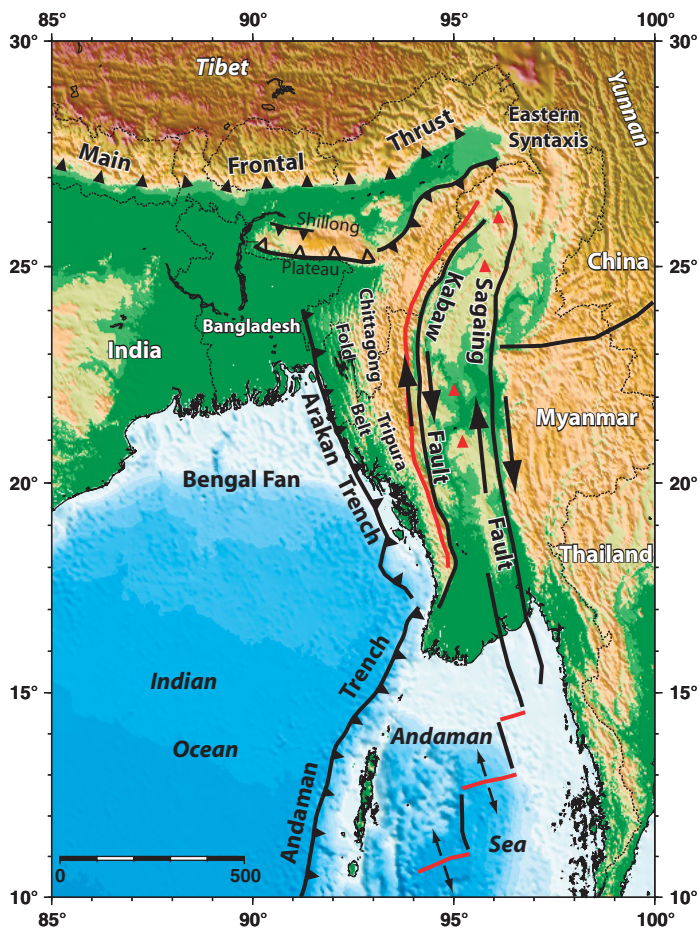 85°
90°
95°
100°
30°
Tibet
Yunnan
Eastern
Syntaxis
Main Frontal Thrust
Shillong
Plateau
25°
25°
China
Kabaw
Sagaing
Chittagong
Bangladesh
Fold
India
Arakan
Belt
Tripura
Myanmar
Fault
20°
Bengal Fan
20°
Trench
Fault
Thailand
Trench
15°
Indian
15°
Andaman
Ocean
Andaman
Sea
0
500
10°
10°
85°
90°
95°
100°
30°